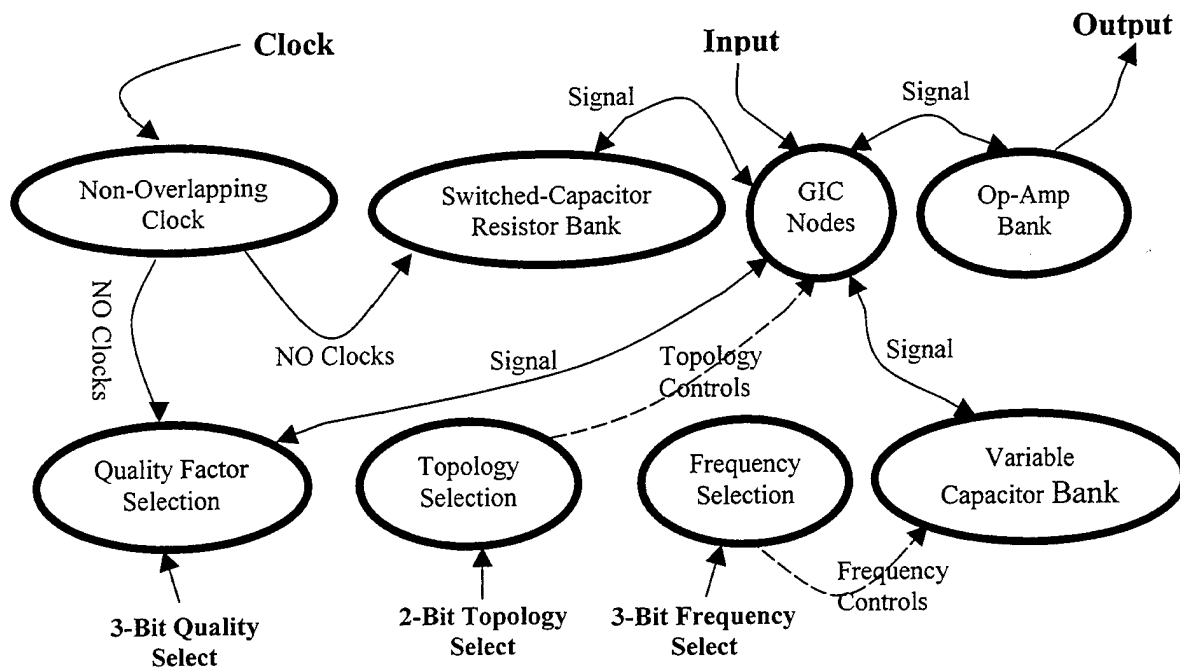 Clock
Input
Output
Signal
Signal
Non-Overlapping
Clock
Switched-Capacitor
Resistor Bank
GIC
Nodes
Op-Amp
Bank
NO Clocks
NO Clocks
Signal
Topology
Controls
Signal
Quality Factor
Selection
Topology
Selection
Frequency
Selection
Variable
Capacitor Bank
Frequency
Controls
3-Bit Quality
Select
2-Bit Topology
Select
3-Bit Frequency
Select